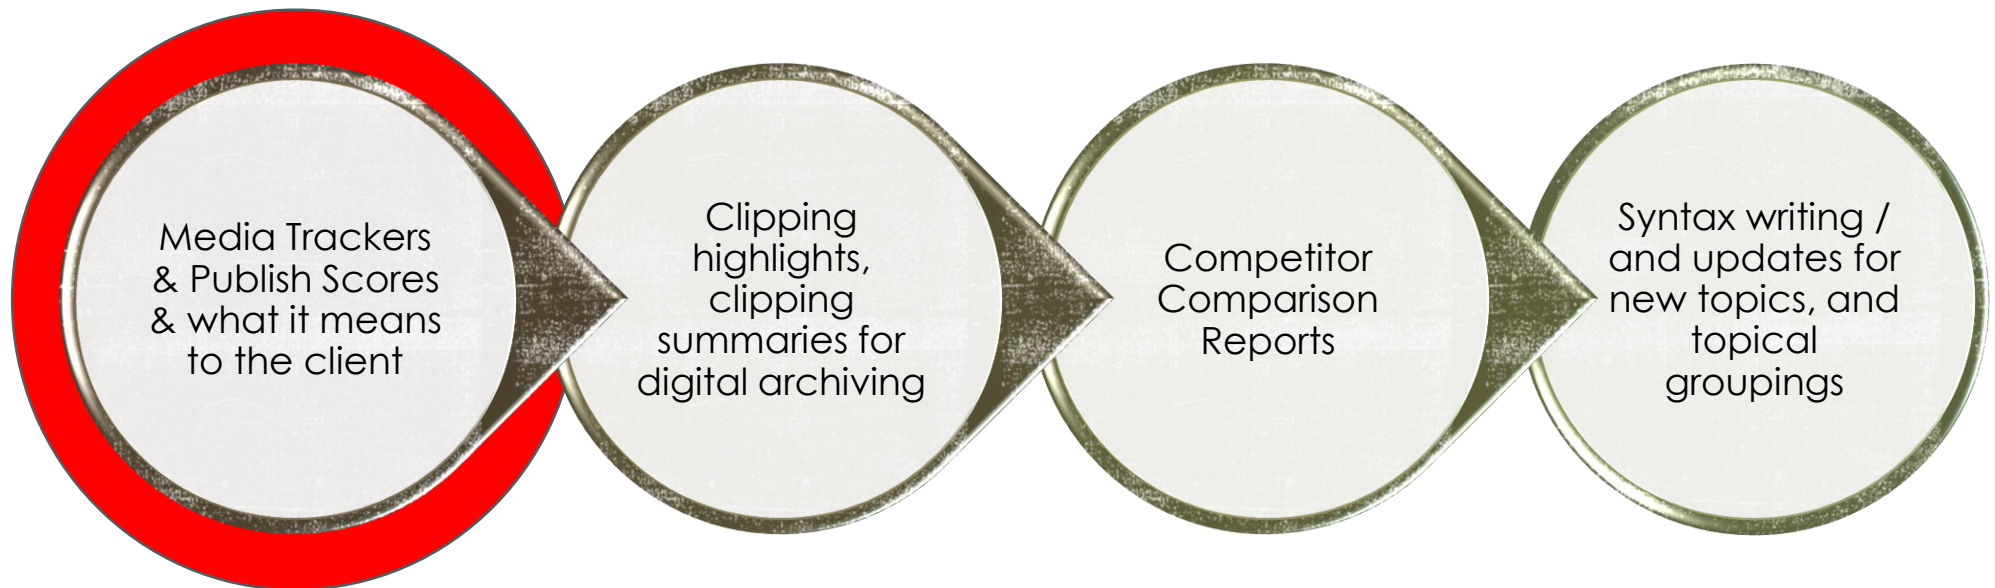 Media Trackers
& Publish Scores
& what it means
to the client
Clipping
highlights,
clipping
summaries for
digital archiving
Competitor
Comparison
Reports
Syntax writing /
and updates for
new topics, and
topical
groupings